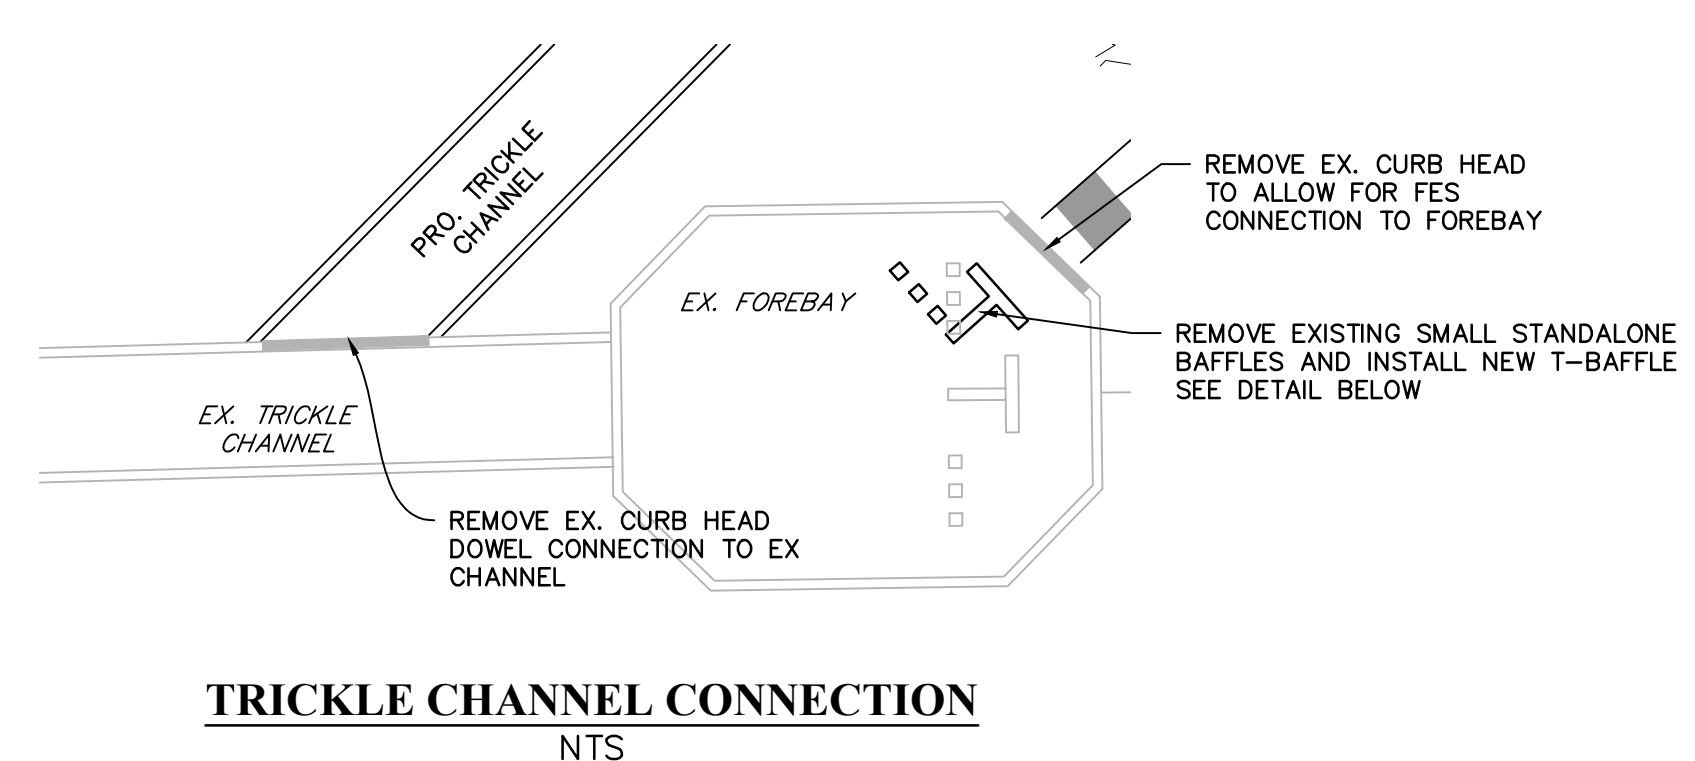 PRO. TRICKLE
CHANNEL
REMOVE EX. CURB HEAD
TO ALLOW FOR FES
CONNECTION TO FOREBAY
EX. FOREBAY
REMOVE EXISTING SMALL STANDALONE
BAFFLES AND INSTALL NEW T-BAFFLE
SEE DETAIL BELOW
EX. TRICKLE
CHANNEL
REMOVE EX. CURB HEAD
DOWEL CONNECTION TO EX
CHANNEL
TRICKLE CHANNEL CONNECTION
NTS